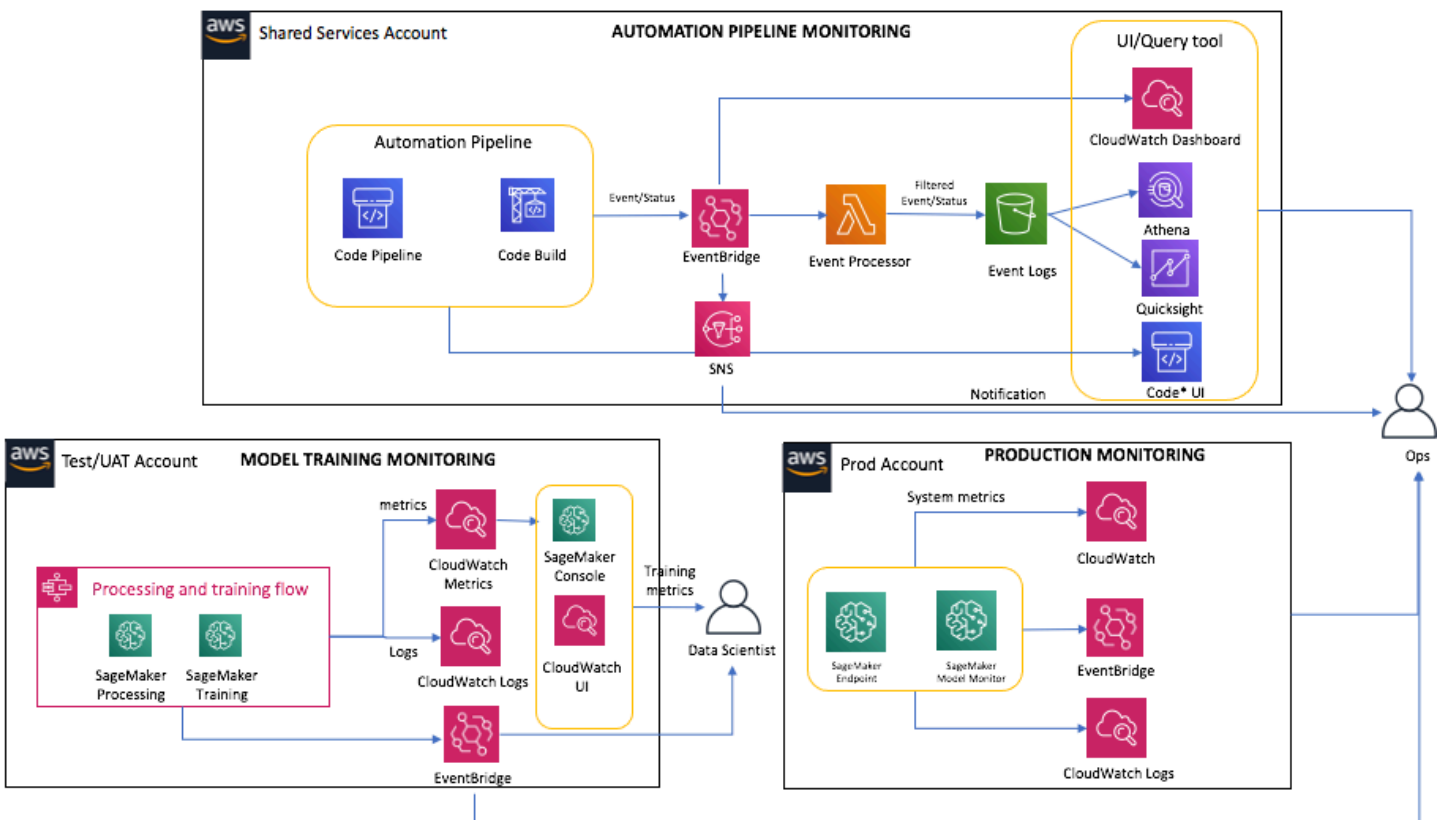 aws
Shared Services Account
AUTOMATION PIPELINE MONITORING
UI/Query tool
CloudWatch Dashboard
Automation Pipeline
Code Pipeline
Code Build
Event/Status
EventBridge
Event Processor
Filtered
Event/Status
Event Logs
Athena
Quicksight
SNS
Code* UI
Notification
Ops
aws
Test/UAT Account
MODEL TRAINING MONITORING
metrics
CloudWatch
Metrics
SageMaker
Console
Processing and training flow
SageMaker
Processing
SageMaker
Training
Logs
CloudWatch Logs
CloudWatch
UI
Training
metrics
Data Scientist
EventBridge
aws
Prod Account
PRODUCTION MONITORING
System metrics
CloudWatch
SageMaker
Endpoint
SageMaker
Model Monitor
EventBridge
CloudWatch Logs